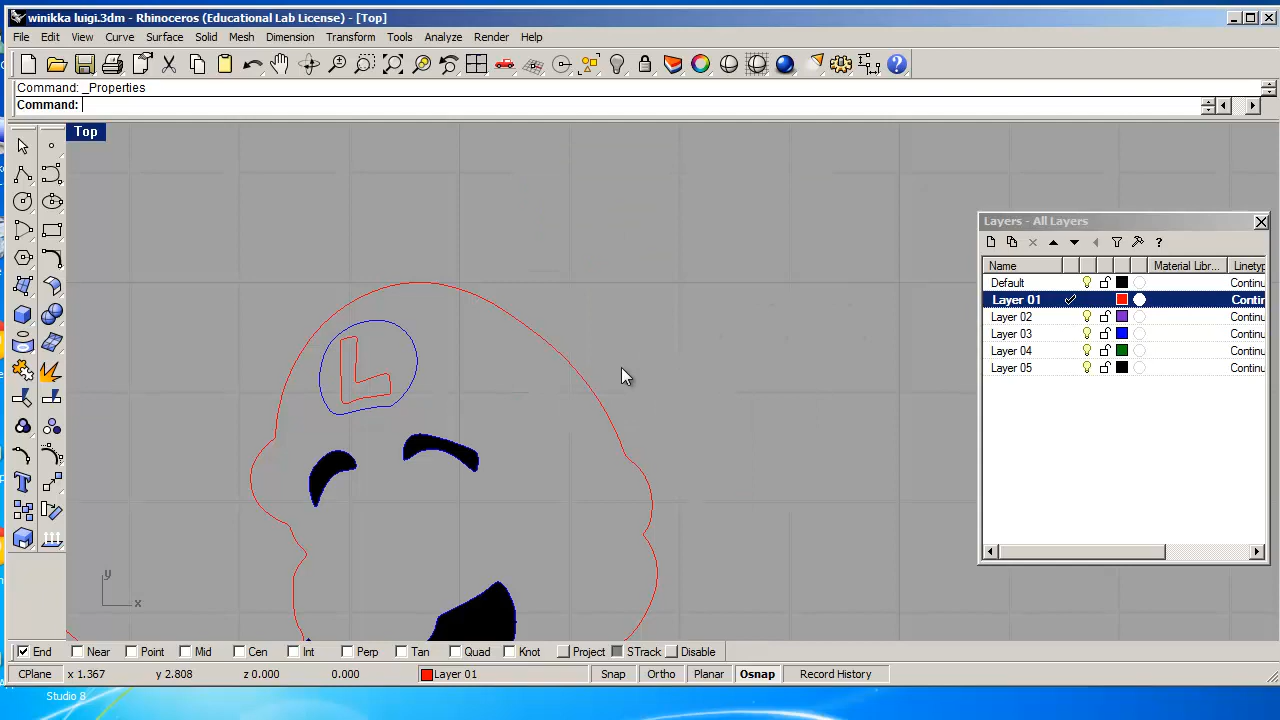 winikka luigi.3dm - Rhinoceros (Educational Lab License) - [Top]
File Edit View Curve Surface Solid Mesh Dimension Transform Tools Analyze Render Help
Command: _Properties
Command:
Top
Layers - All Layers
Name Material Libr... Linety
Default Continu
Layer 01 Contin
Layer 02 Continu
Layer 03 Continu
Layer 04 Continu
Layer 05 Continu
L
y
x
End Near Point Mid Cen Int Perp Tan Quad Knot Project STrack Disable
CPlane x 1.367 y 2.808 z 0.000 0.000 Layer 01 Snap Ortho Planar Osnap Record History
Studio 8